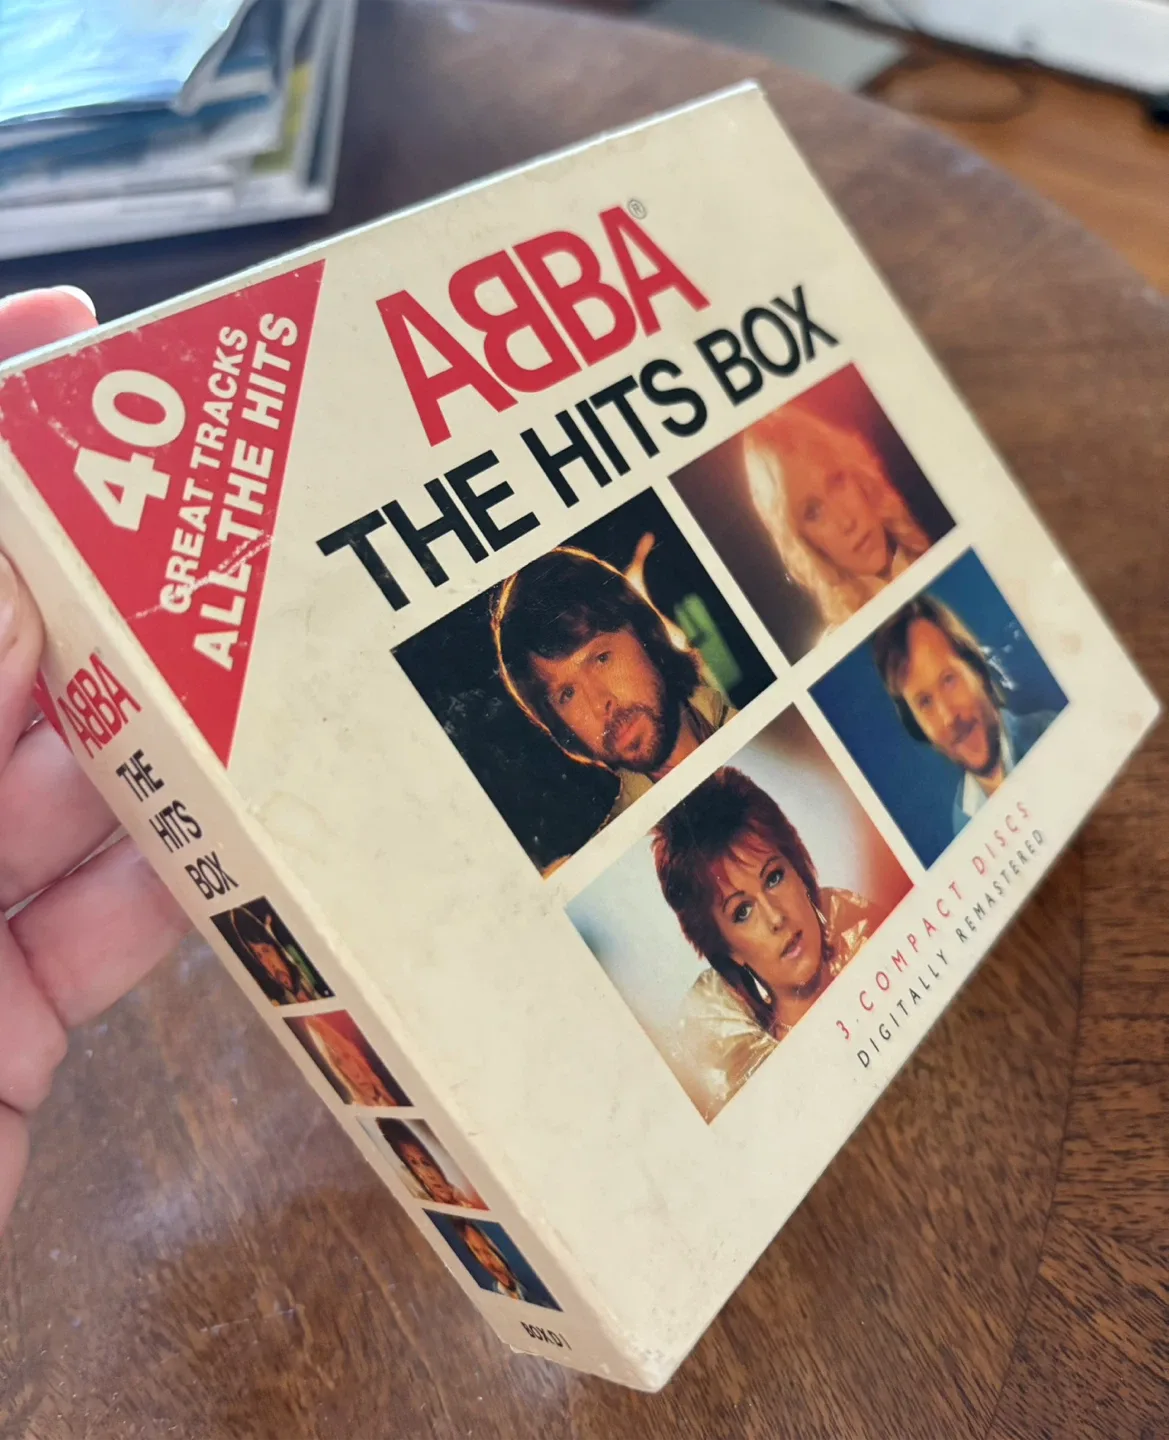 40
GREAT TRACKS
ALL THE HITS
ABBA®
THE HITS BOX
3 · COMPACT DISCS
DIGITALLY REMASTERED
ABBA
THE
HITS
BOX
BOXD1